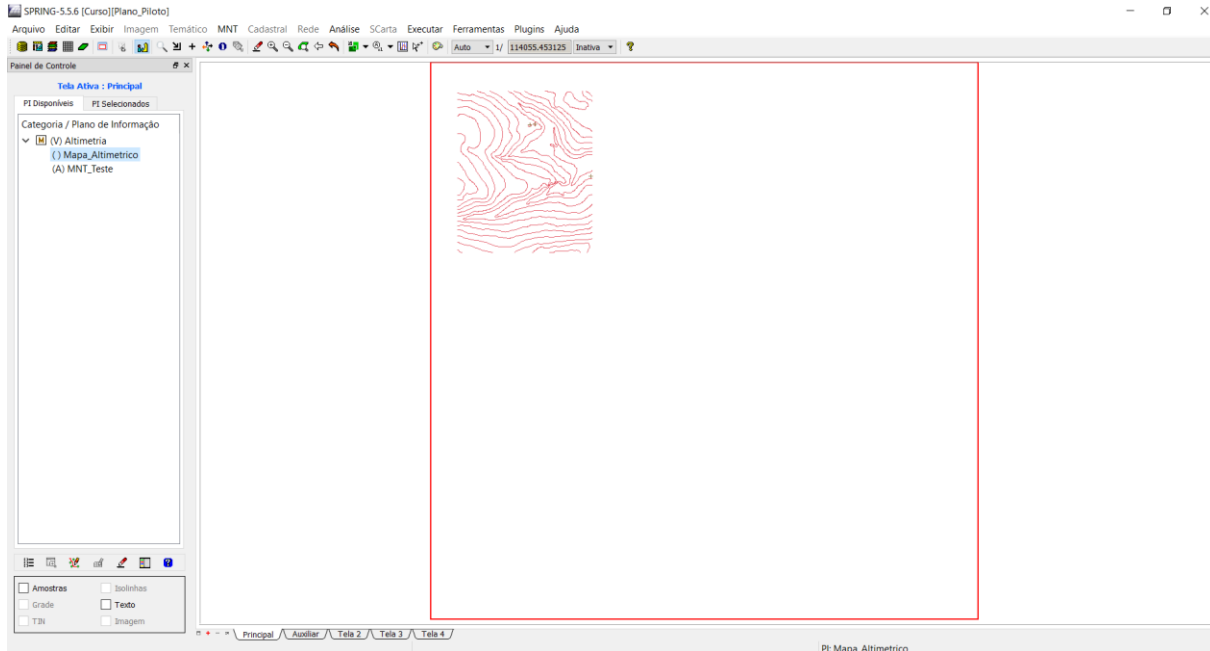 SPRING-5.5.6 [Curso][Plano_Piloto]
Arquivo Editar Exibir Imagem Temático MNT Cadastral Rede Análise SCarta Executar Ferramentas Plugins Ajuda
Auto 1/ 114055.453125 Inativa
Painel de Controle
Tela Ativa : Principal
PI Disponíveis PI Selecionados
Categoria / Plano de Informação
M (V) Altimetria
( ) Mapa_Altimetrico
(A) MNT_Teste
Amostras Isolinhas
Grade Texto
TIN Imagem
Principal Auxiliar Tela 2 Tela 3 Tela 4
PI: Mapa_Altimetrico